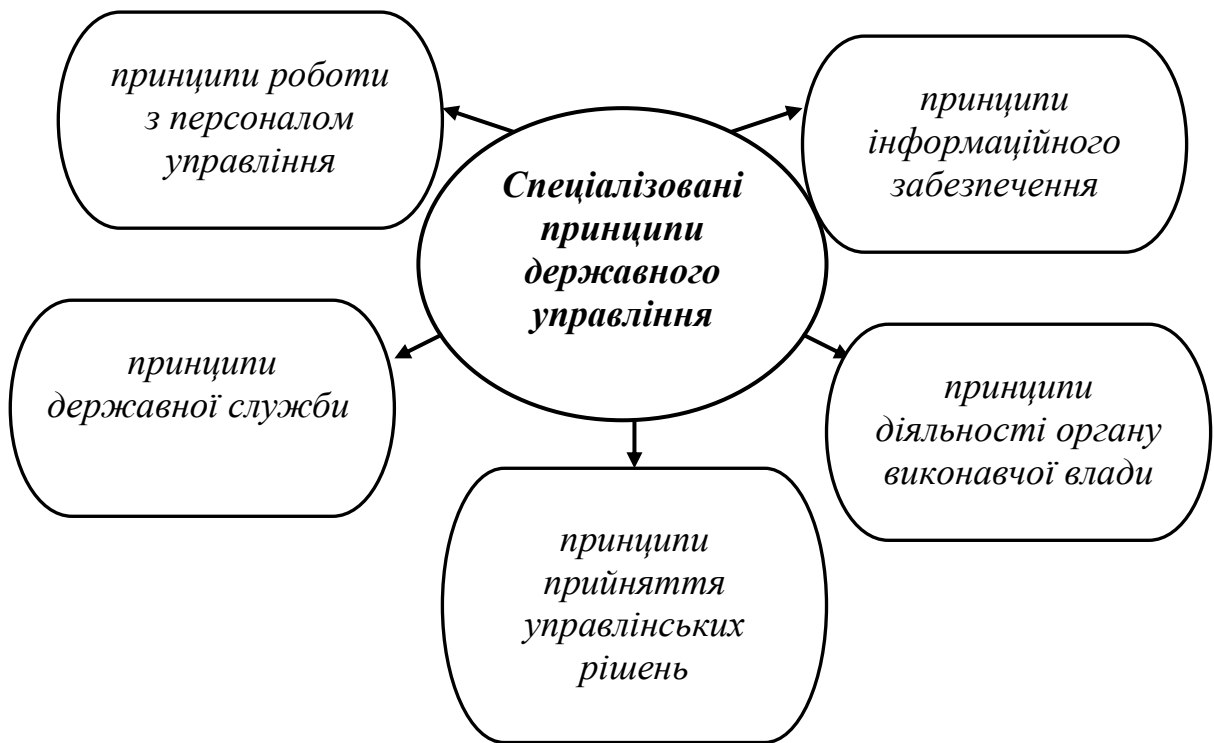 принципи роботи
з персоналом
управління
принципи
інформаційного
забезпечення
Спеціалізовані
принципи
державного
управління
принципи
державної служби
принципи
діяльності органу
виконавчої влади
принципи
прийняття
управлінських
рішень